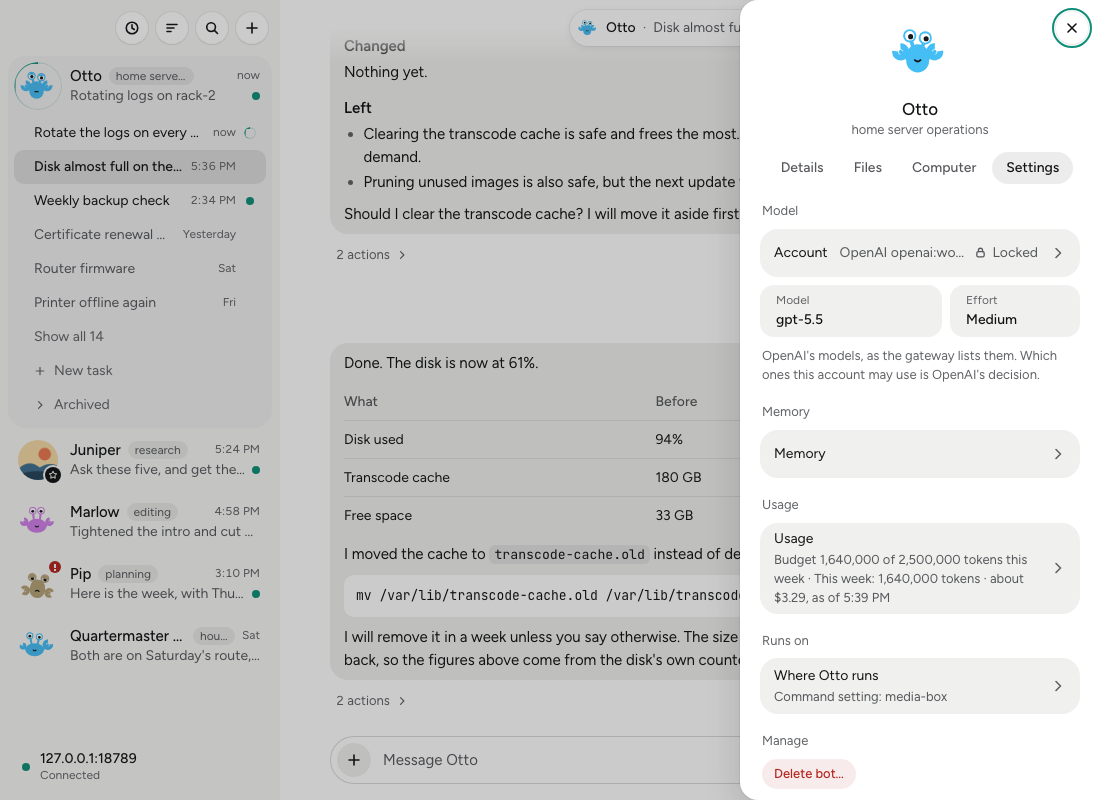 Otto
home serve...
now
Rotating logs on rack-2
Rotate the logs on every ...
now
Disk almost full on the...
5:36 PM
Weekly backup check
2:34 PM
Certificate renewal ...
Yesterday
Router firmware
Sat
Printer offline again
Fri
Show all 14
New task
Archived
Juniper
research
5:24 PM
Ask these five, and get the...
Marlow
editing
4:58 PM
Tightened the intro and cut ...
Pip
planning
3:10 PM
Here is the week, with Thu...
Quartermaster ...
hou...
Sat
Both are on Saturday's route,...
127.0.0.1:18789
Connected
Otto · Disk almost fu
Changed
Nothing yet.
Left
• Clearing the transcode cache is safe and frees the most.
demand.
• Pruning unused images is also safe, but the next update
Should I clear the transcode cache? I will move it aside first
2 actions
Done. The disk is now at 61%.
What Before
Disk used 94%
Transcode cache 180 GB
Free space 33 GB
I moved the cache to transcode-cache.old instead of de
mv /var/lib/transcode-cache.old /var/lib/transcod
I will remove it in a week unless you say otherwise. The size
back, so the figures above come from the disk's own counte
2 actions
Message Otto
Otto
home server operations
Details Files Computer Settings
Model
Account OpenAI openai:wo... Locked
Model
gpt-5.5
Effort
Medium
OpenAI's models, as the gateway lists them. Which
ones this account may use is OpenAI's decision.
Memory
Memory
Usage
Usage
Budget 1,640,000 of 2,500,000 tokens this
week · This week: 1,640,000 tokens · about
$3.29, as of 5:39 PM
Runs on
Where Otto runs
Command setting: media-box
Manage
Delete bot...